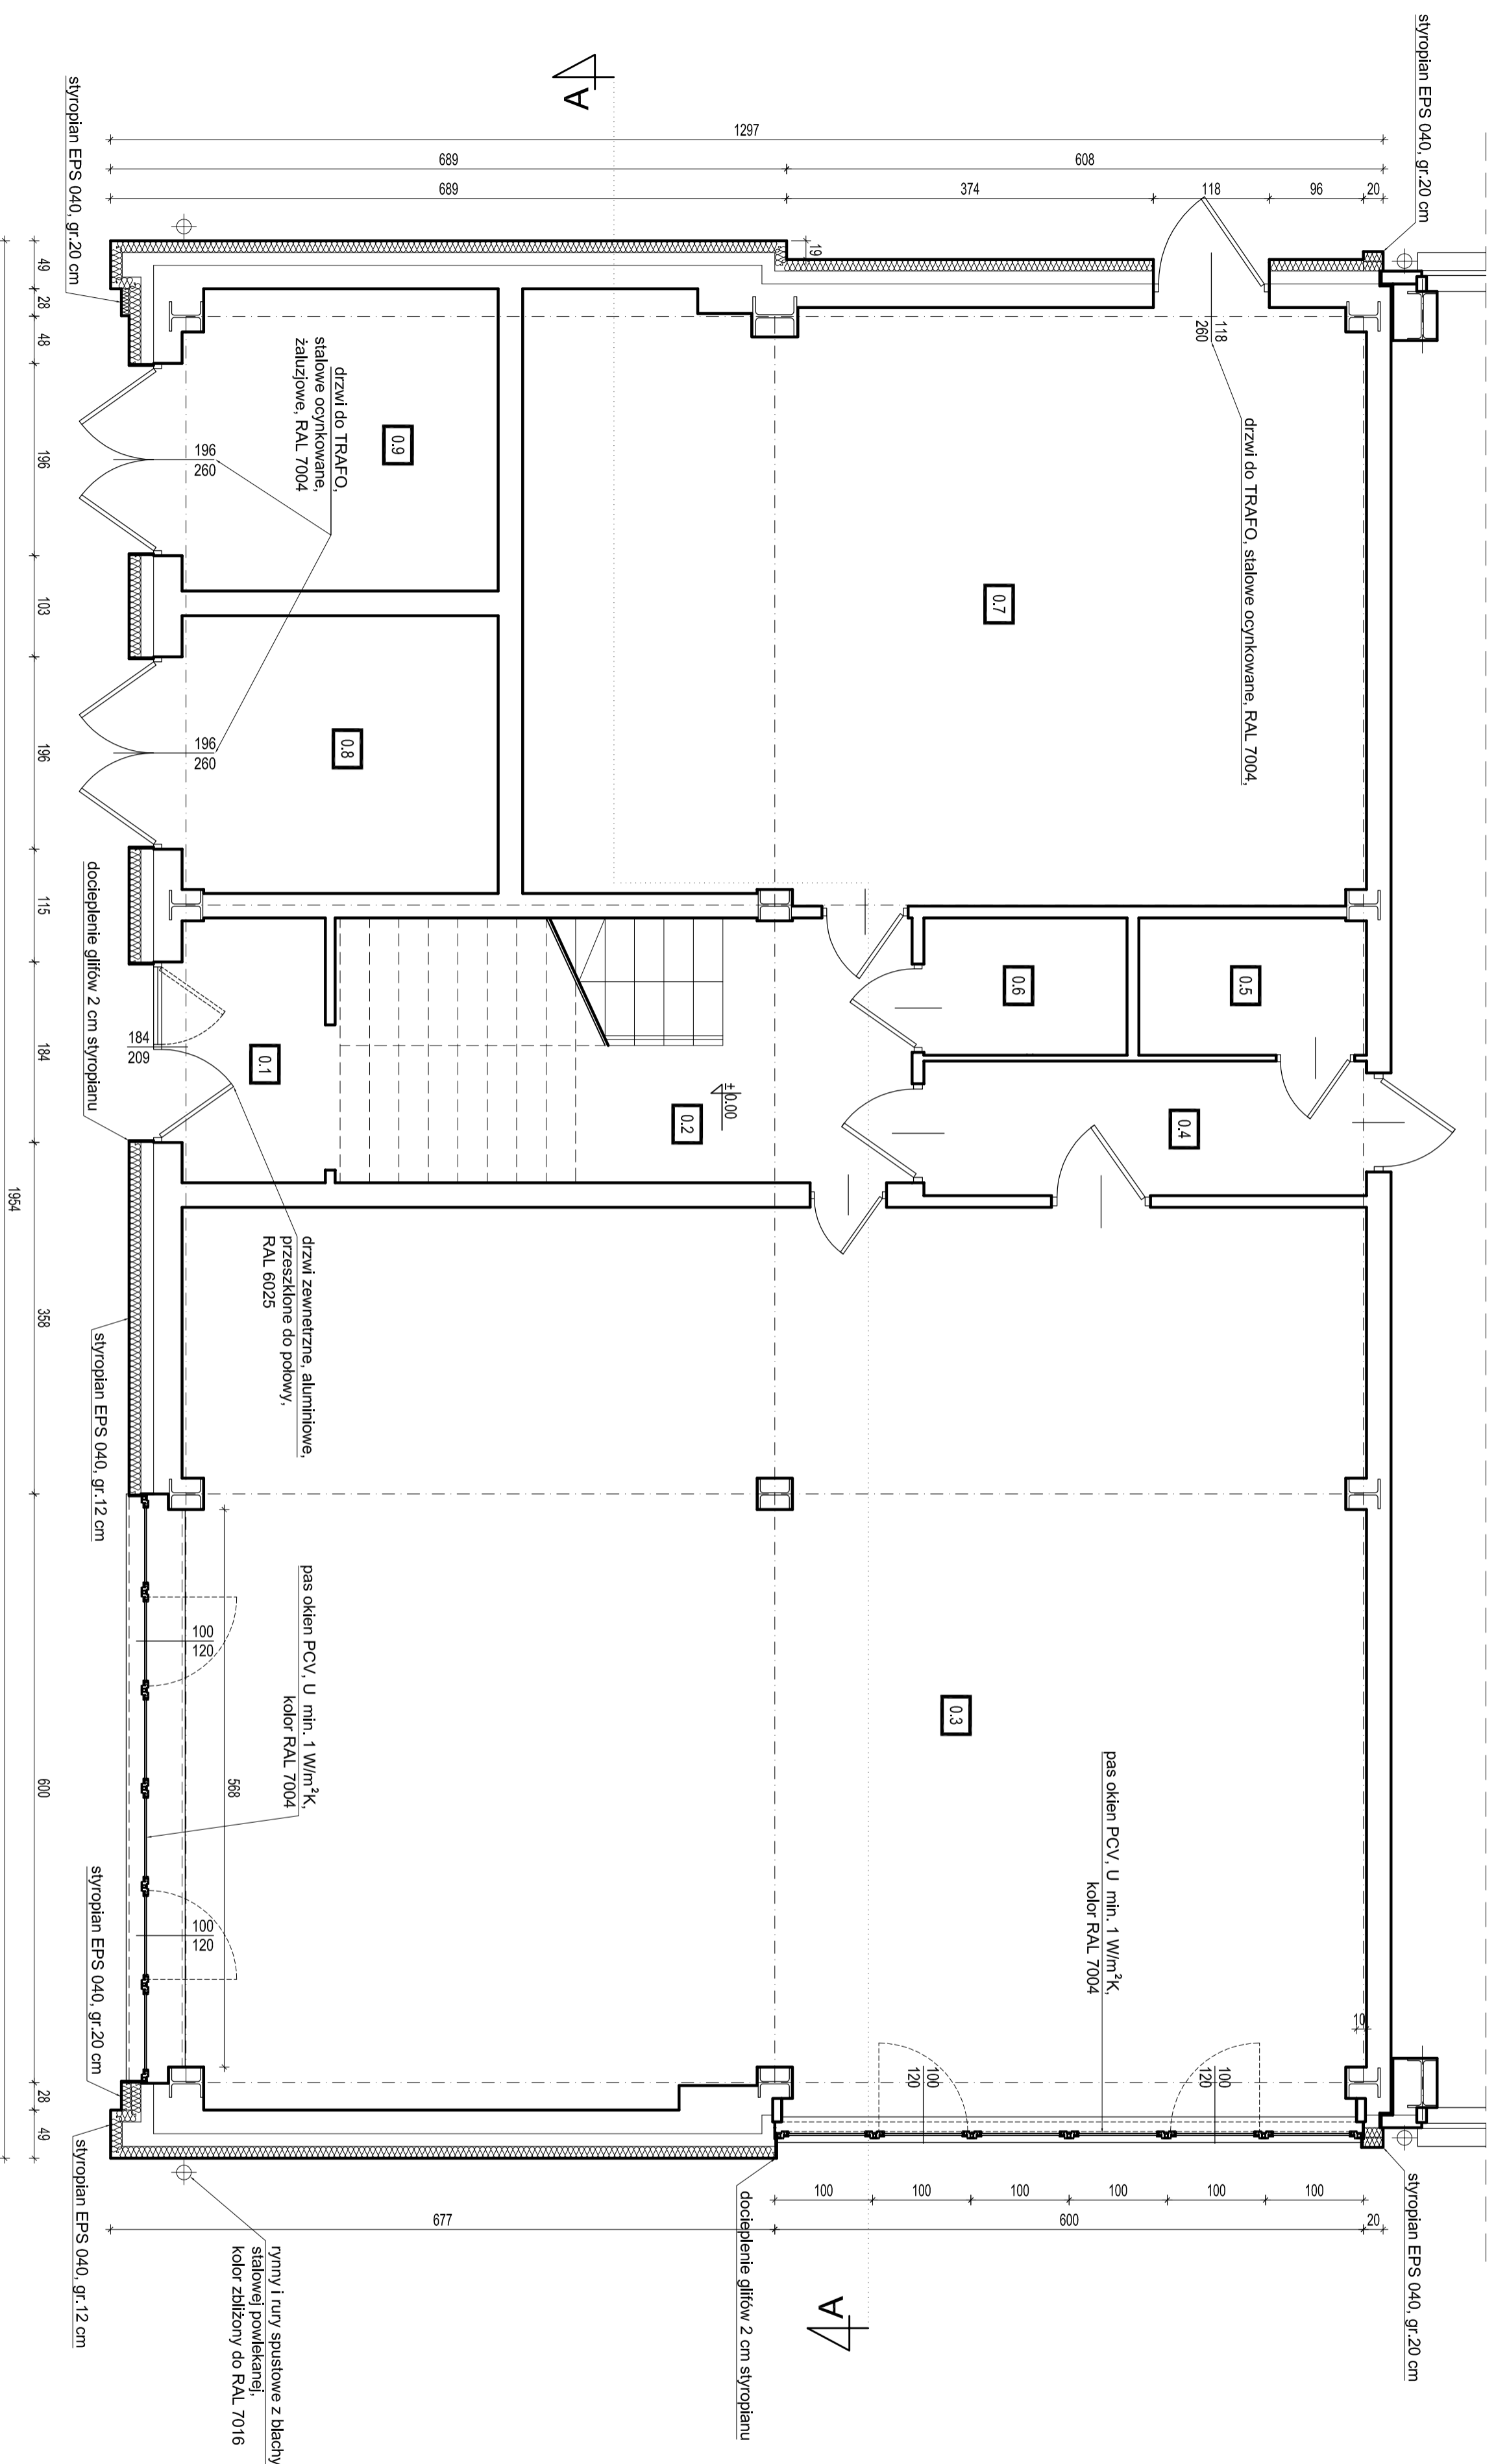 styropian EPS 040, gr.20 cm
styropian EPS 040, gr.20 cm
styropian EPS 040, gr.20 cm
drzwi do TRAFO, stalowe ocynkowane, RAL 7004,
118
260
drzwi do TRAFO,
stalowe ocynkowane,
żaluzjowe, RAL 7004
196
260
196
260
docieplenie glifów 2 cm styropianu
184
209
drzwi zewnetrzne, aluminiowe,
przeszklone do połowy,
RAL 6025
styropian EPS 040, gr.12 cm
pas okien PCV, U min. 1 W/m²K,
kolor RAL 7004
pas okien PCV, U min. 1 W/m²K,
kolor RAL 7004
100
120
100
120
100
120
100
120
568
10
19
styropian EPS 040, gr.20 cm
styropian EPS 040, gr.12 cm
docieplenie glifów 2 cm styropianu
rynny i rury spustowe z blachy
stalowej powlekanej,
kolor zbliżony do RAL 7016
A
A
0.1
0.2
0.3
0.4
0.5
0.6
0.7
0.8
0.9
±0.00
1297
689
608
689
374
118
96
20
49
28
48
196
103
196
115
184
358
600
28
49
1954
100
100
100
100
100
100
677
600
20